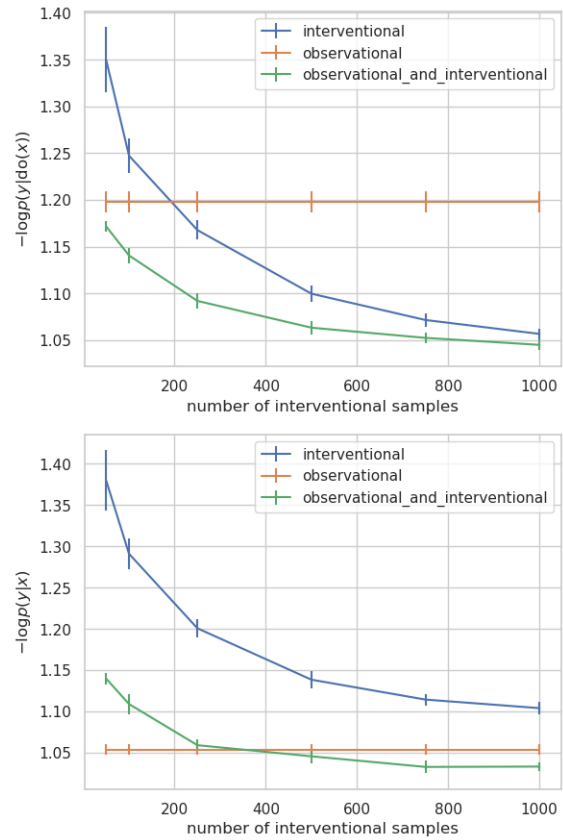 1.40
1.35
1.30
1.25
1.20
1.15
1.10
1.05
−logp(y|do(x))
interventional
observational
observational_and_interventional
200 400 600 800 1000
number of interventional samples
1.40
1.35
1.30
1.25
1.20
1.15
1.10
1.05
−logp(y|x)
interventional
observational
observational_and_interventional
200 400 600 800 1000
number of interventional samples